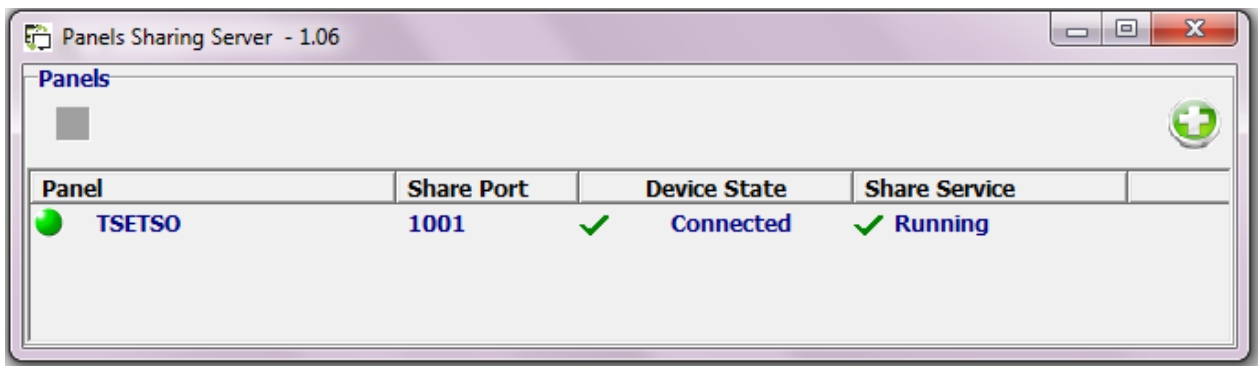 Panels Sharing Server - 1.06
Panels
Panel Share Port Device State Share Service
TSETSO 1001 Connected Running